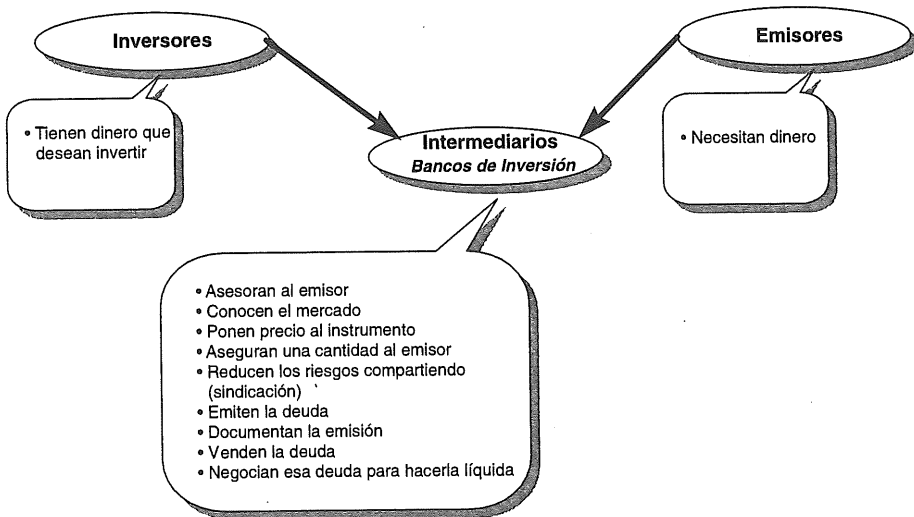 Inversores
Emisores
• Tienen dinero que
desean invertir
Intermediarios
Bancos de Inversión
• Necesitan dinero
• Asesoran al emisor
• Conocen el mercado
• Ponen precio al instrumento
• Aseguran una cantidad al emisor
• Reducen los riesgos compartiendo
(sindicación)
• Emiten la deuda
• Documentan la emisión
• Venden la deuda
• Negocian esa deuda para hacerla líquida